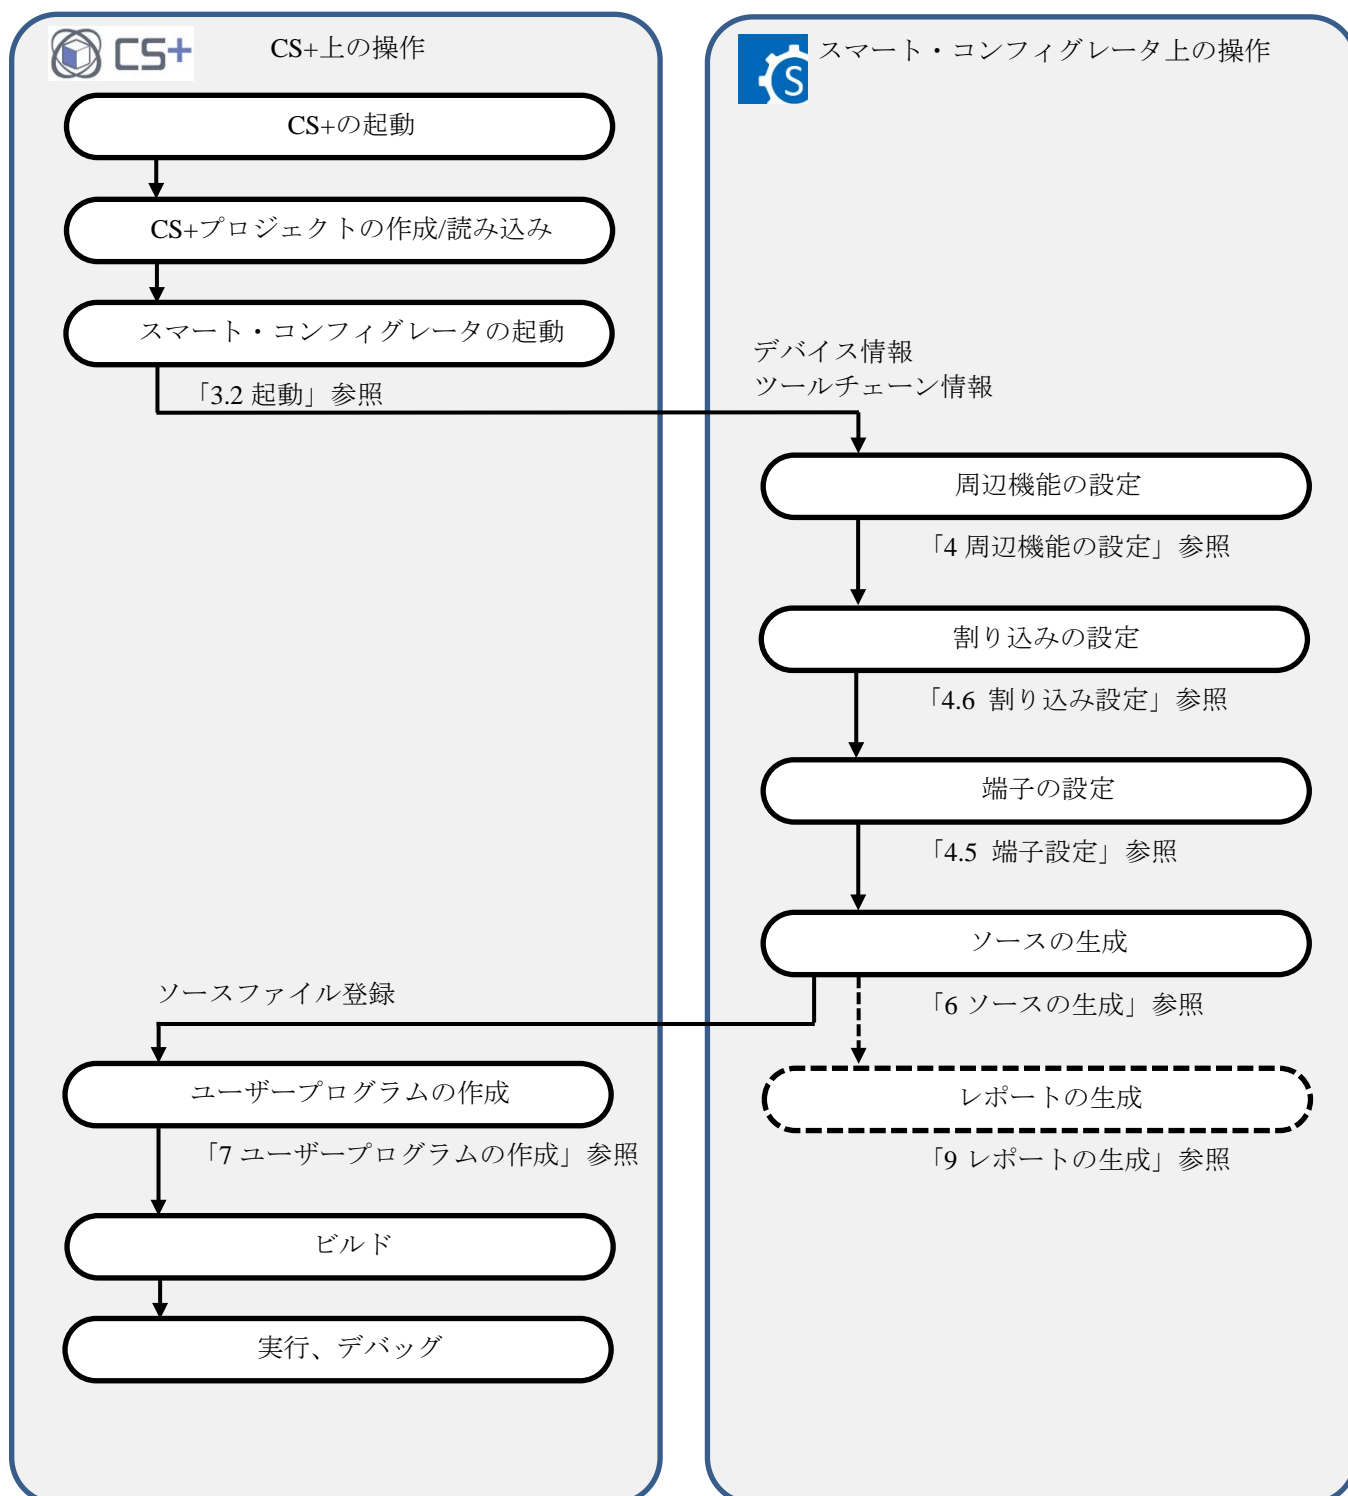 CS+
CS+上の操作
CS+の起動
CS+プロジェクトの作成/読み込み
スマート・コンフィグレータの起動
「3.2 起動」参照
S
スマート・コンフィグレータ上の操作
デバイス情報
ツールチェーン情報
周辺機能の設定
「4 周辺機能の設定」参照
割り込みの設定
「4.6 割り込み設定」参照
端子の設定
「4.5 端子設定」参照
ソースの生成
「6 ソースの生成」参照
レポートの生成
「9 レポートの生成」参照
ソースファイル登録
ユーザープログラムの作成
「7 ユーザープログラムの作成」参照
ビルド
実行、デバッグ